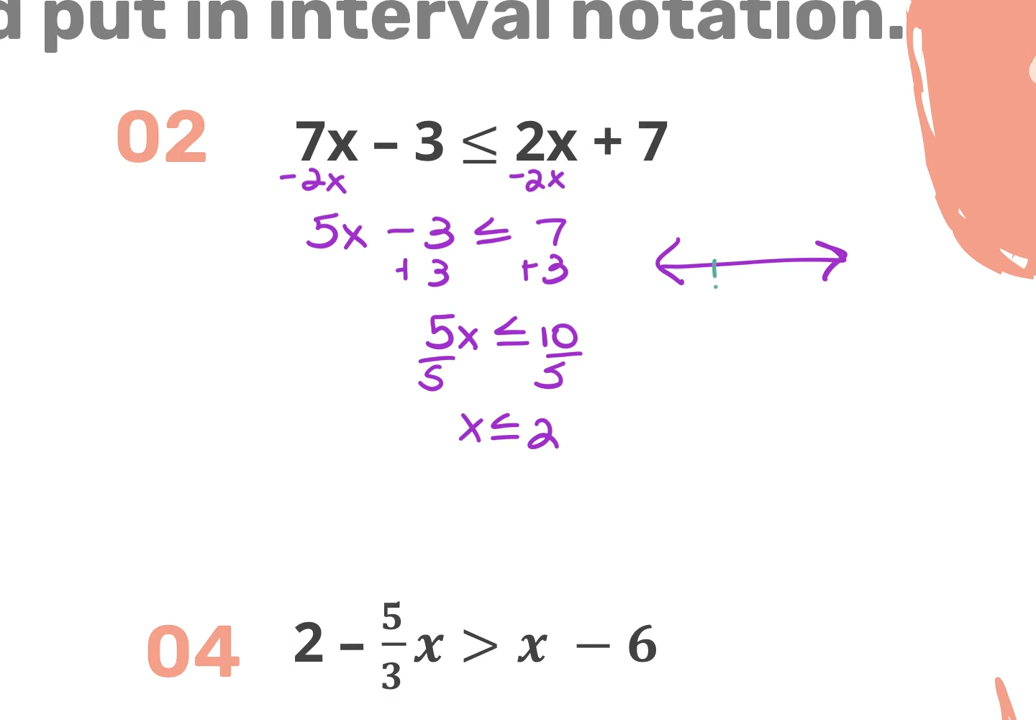 d put in interval notation.
02 7x – 3 ≤ 2x + 7
-2x -2x
5x - 3 ≤ 7
+ 3 +3
5x ≤ 10
5 5
x ≤ 2
04 2 – 5/3 x > x − 6